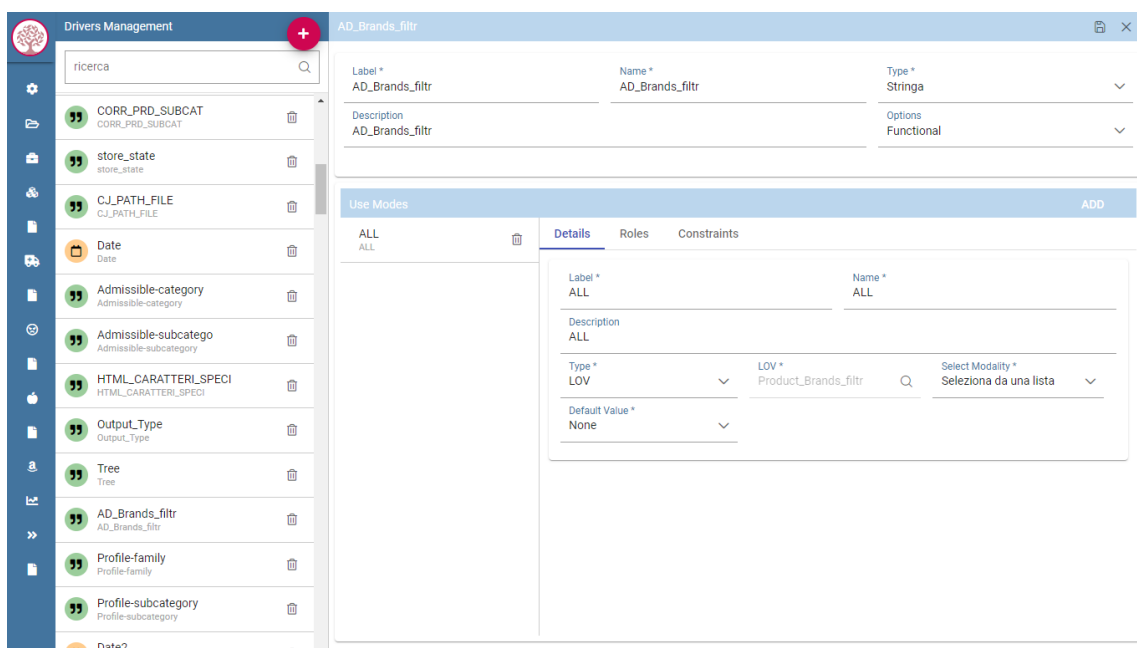 Drivers Management
+
AD_Brands_filtr
ricerca
CORR_PRD_SUBCAT
CORR_PRD_SUBCAT
store_state
store_state
CJ_PATH_FILE
CJ_PATH_FILE
Date
Date
Admissible-category
Admissible-category
Admissible-subcatego
Admissible-subcategory
HTML_CARATTERI_SPECI
HTML_CARATTERI_SPECI
Output_Type
Output_Type
Tree
Tree
AD_Brands_filtr
AD_Brands_filtr
Profile-family
Profile-family
Profile-subcategory
Profile-subcategory
Date2
Label * Name * Type *
AD_Brands_filtr AD_Brands_filtr Stringa
Description Options
AD_Brands_filtr Functional
Use Modes ADD
ALL
ALL
Details Roles Constraints
Label * Name *
ALL ALL
Description
ALL
Type * LOV * Select Modality *
LOV Product_Brands_filtr Seleziona da una lista
Default Value *
None